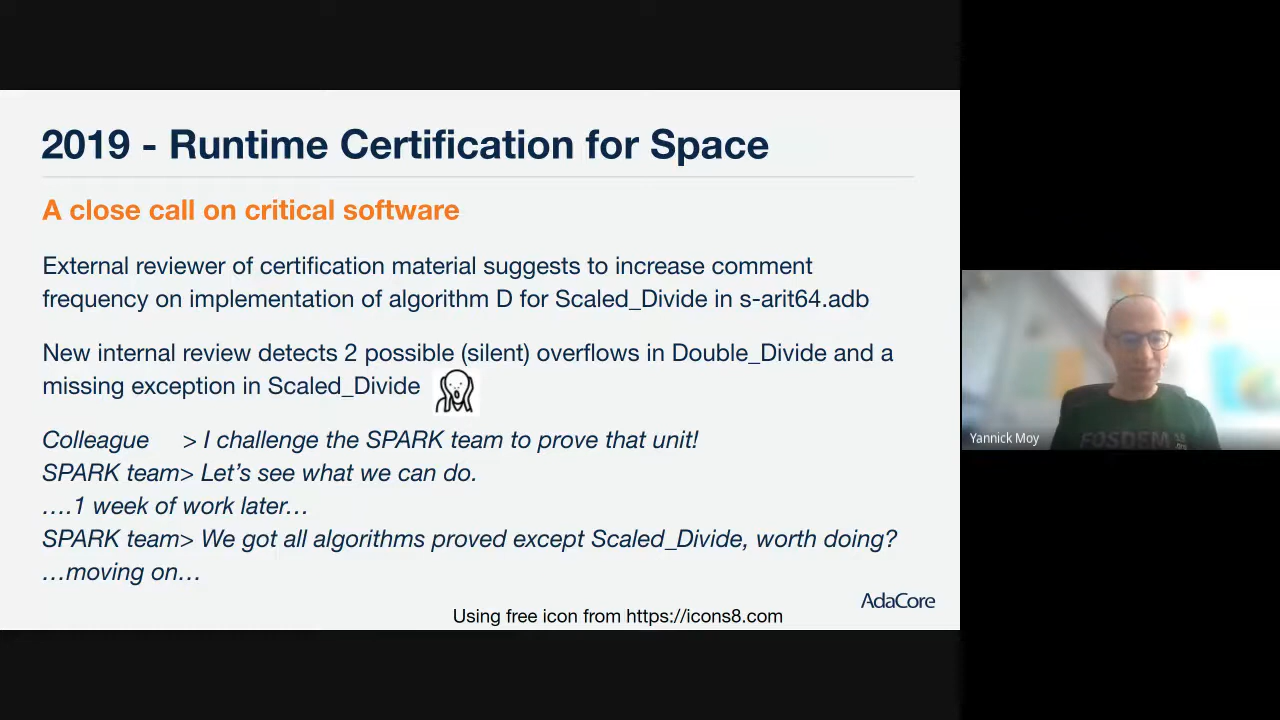 2019 - Runtime Certification for Space
A close call on critical software
External reviewer of certification material suggests to increase comment
frequency on implementation of algorithm D for Scaled_Divide in s-arit64.adb
New internal review detects 2 possible (silent) overflows in Double_Divide and a
missing exception in Scaled_Divide
Colleague > I challenge the SPARK team to prove that unit!
SPARK team> Let’s see what we can do.
….1 week of work later…
SPARK team> We got all algorithms proved except Scaled_Divide, worth doing?
…moving on…
AdaCore
Using free icon from https://icons8.com
Yannick Moy
FOSDEM